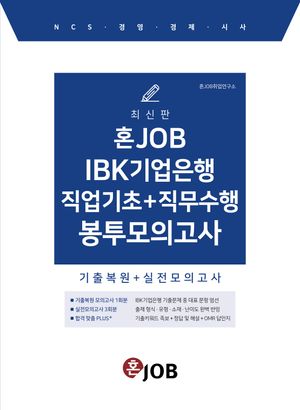 NCS·경영·경제·시사
혼JOB취업연구소
최신판
혼JOB
IBK기업은행
직업기초+직무수행
봉투모의고사
기출복원+실전모의고사
■ 기출복원 모의고사 1회분 IBK기업은행 기출문제 중 대표 문항 엄선
■ 실전모의고사 3회분 출제 형식·유형·소재·난이도 완벽 반영
■ 합격 맞춤 PLUS+ 기출키워드 족보+정답 및 해설+OMR 답안지
혼JOB